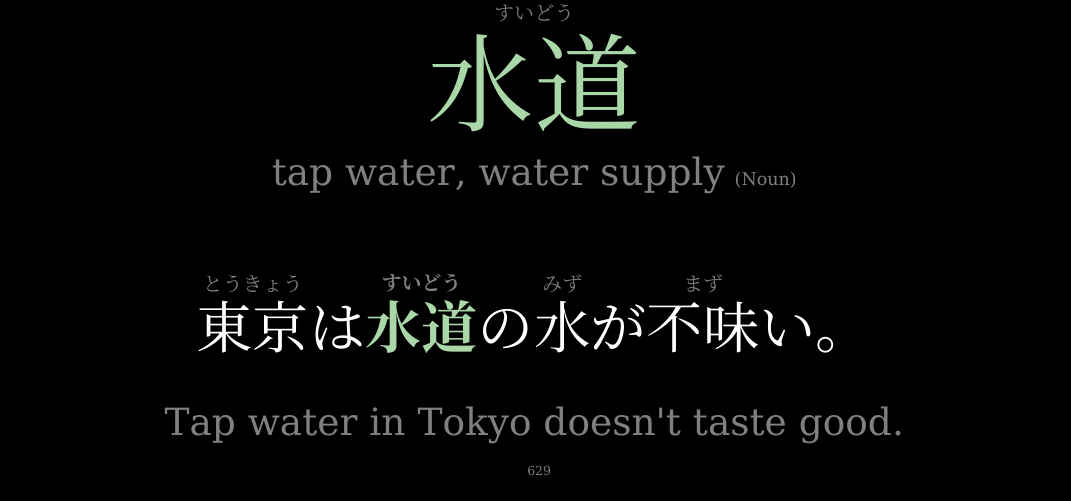 すいどう
水道
tap water, water supply (Noun)
とうきょう すいどう みず まず
東京は水道の水が不味い。
Tap water in Tokyo doesn't taste good.
629